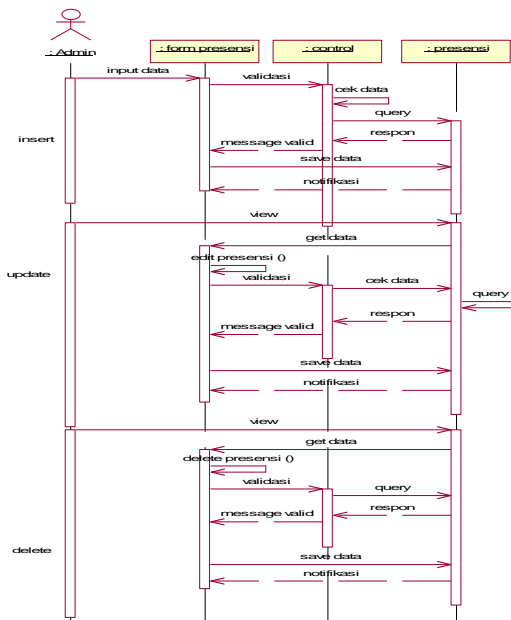 : Admin
: form presensi
: control
: presensi
input data
validasi
cek data
query
respon
insert
message valid
save data
notifikasi
view
get data
edit presensi ()
update
validasi
cek data
query
respon
message valid
save data
notifikasi
view
get data
delete presensi ()
validasi
query
respon
message valid
delete
save data
notifikasi